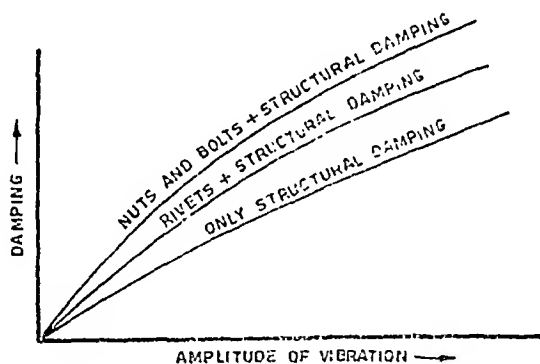 NUTS AND BOLTS + STRUCTURAL DAMPING
RIVETS + STRUCTURAL DAMPING
ONLY STRUCTURAL DAMPING
DAMPING
AMPLITUDE OF VIBRATION